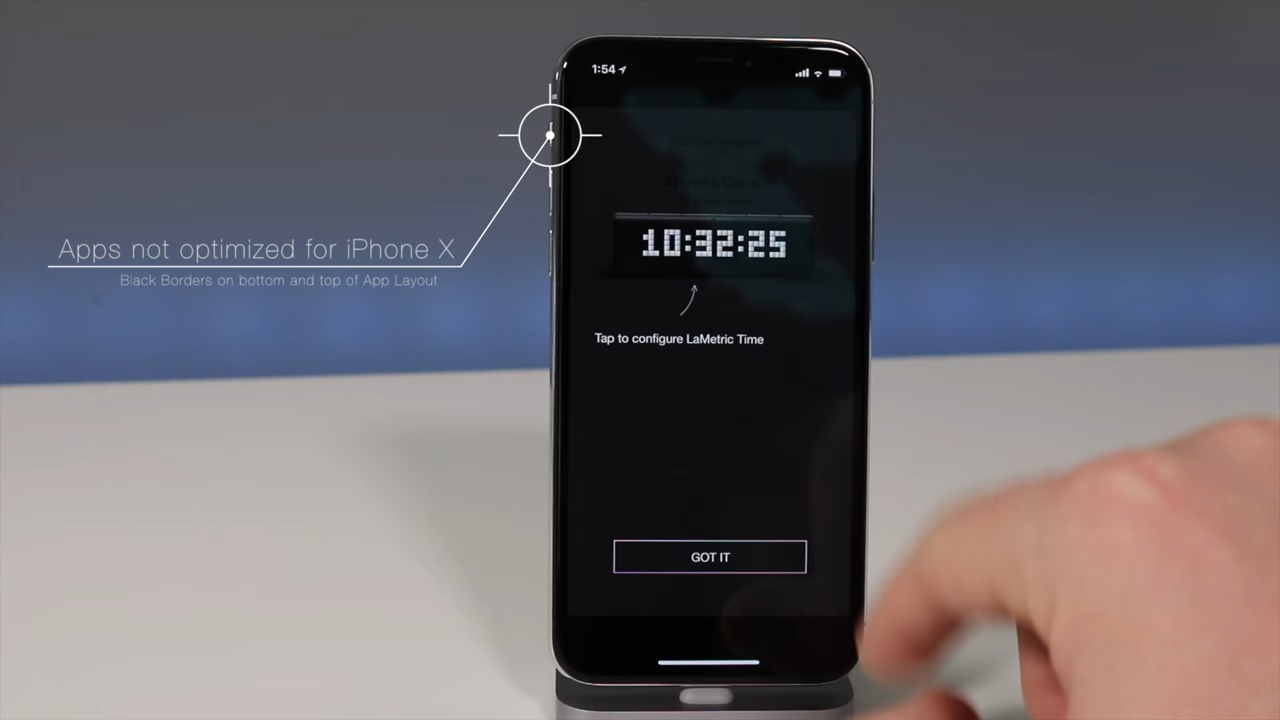 1:54
Apps not optimized for iPhone X
Black Borders on bottom and top of App Layout
10:32:25
Tap to configure LaMetric Time
GOT IT